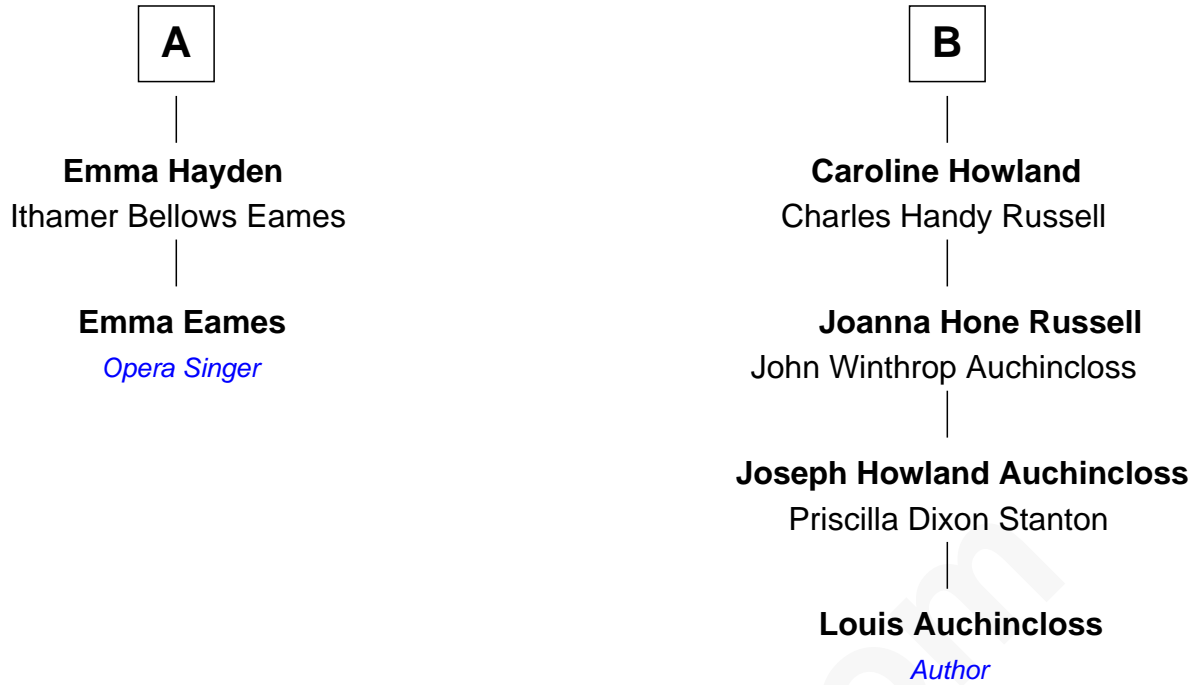 A
Emma Hayden
Ithamer Bellows Eames
Emma Eames
Opera Singer
B
Caroline Howland
Charles Handy Russell
Joanna Hone Russell
John Winthrop Auchincloss
Joseph Howland Auchincloss
Priscilla Dixon Stanton
Louis Auchincloss
Author